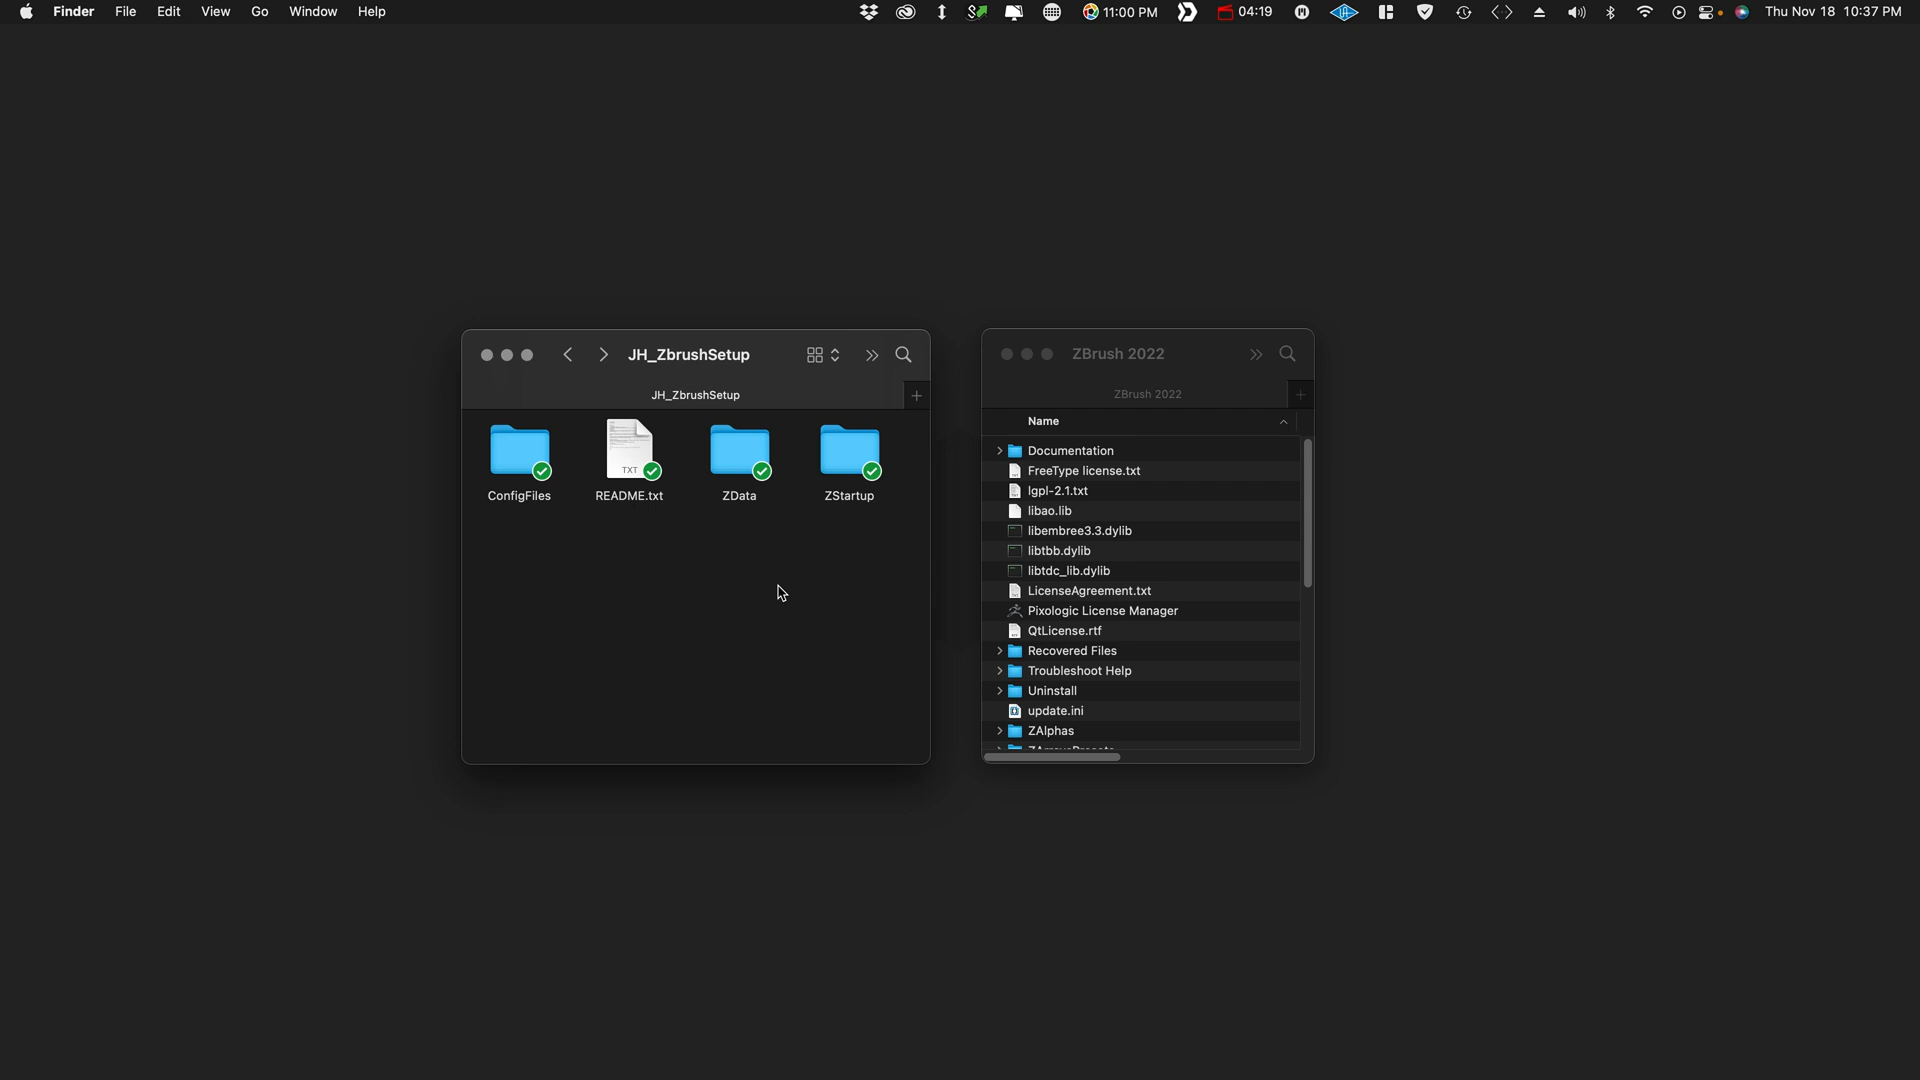 Finder File Edit View Go Window Help 11:00 PM 04:19 Thu Nov 18 10:37 PM
JH_ZbrushSetup
JH_ZbrushSetup
TXT
ConfigFiles README.txt ZData ZStartup
ZBrush 2022
ZBrush 2022
Name
Documentation
FreeType license.txt
lgpl-2.1.txt
libao.lib
libembree3.3.dylib
libtbb.dylib
libtdc_lib.dylib
LicenseAgreement.txt
Pixologic License Manager
QtLicense.rtf
Recovered Files
Troubleshoot Help
Uninstall
update.ini
ZAlphas